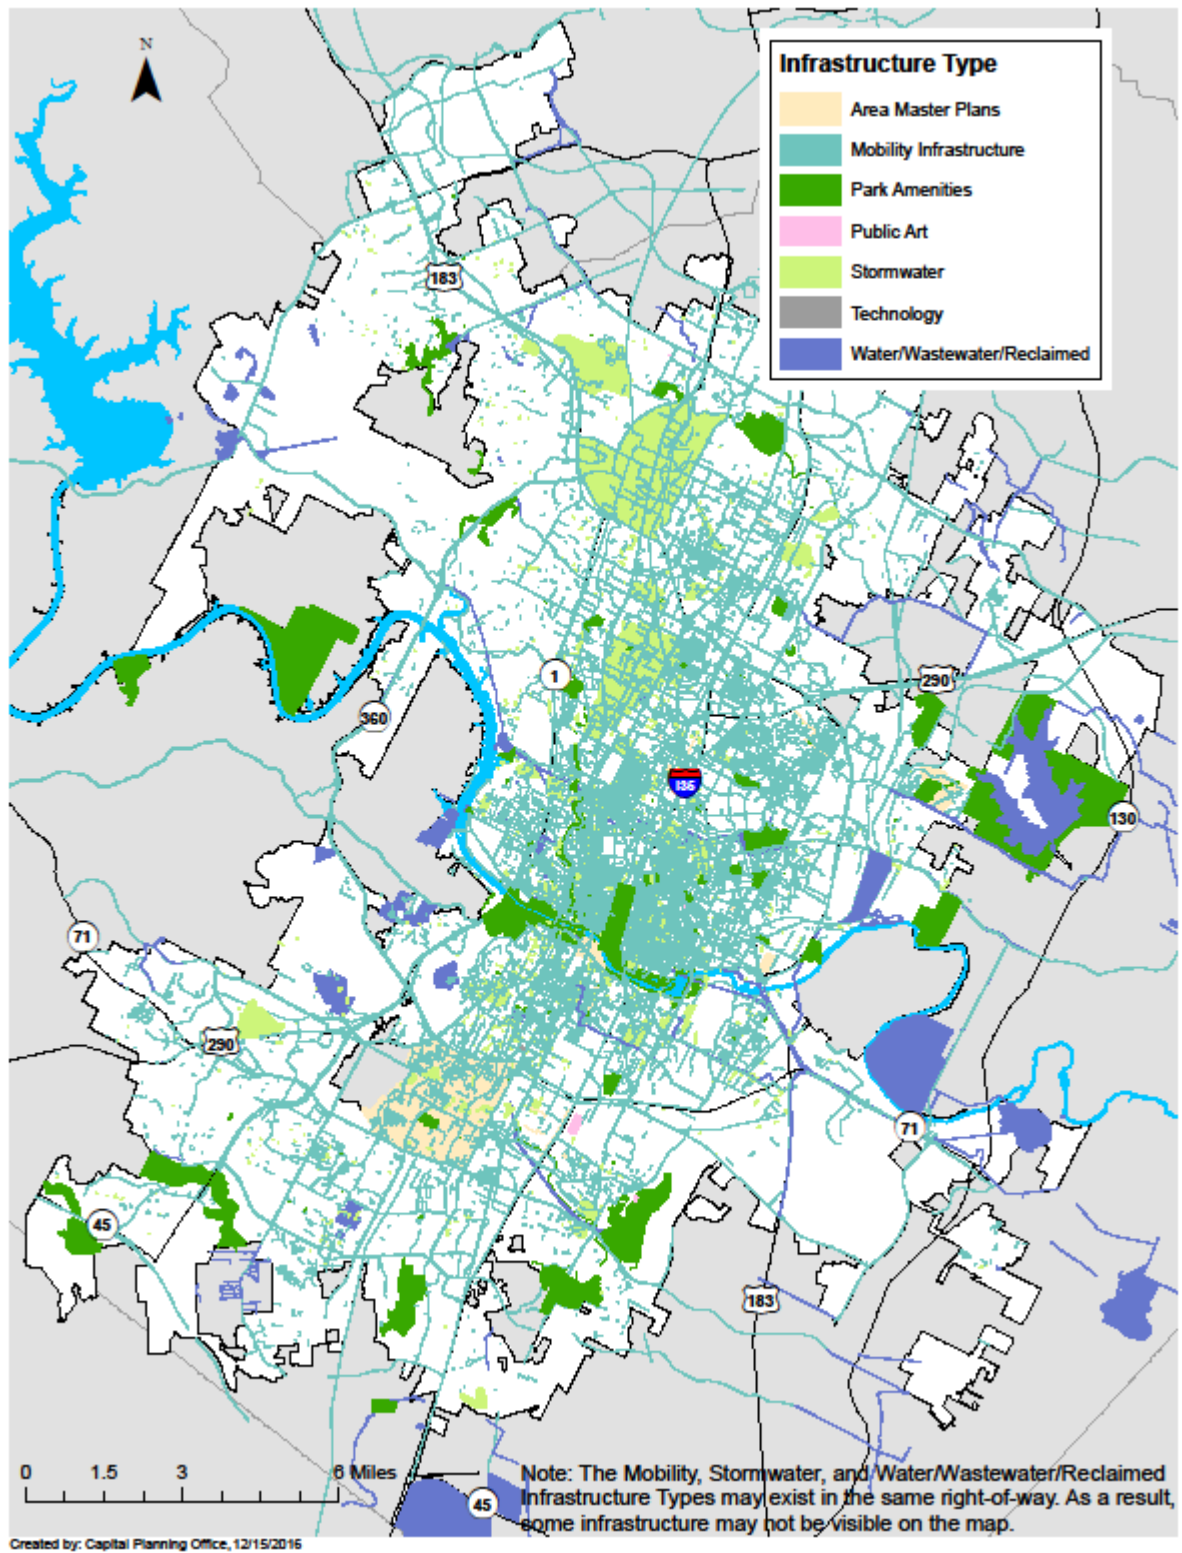 N
Infrastructure Type
Area Master Plans
Mobility Infrastructure
Park Amenities
Public Art
Stormwater
Technology
Water/Wastewater/Reclaimed
183
1
290
360
I35
130
71
290
71
45
183
0 1.5 3 6 Miles
45
Note: The Mobility, Stormwater, and Water/Wastewater/Reclaimed
Infrastructure Types may exist in the same right-of-way. As a result,
some infrastructure may not be visible on the map.
Created by: Capital Planning Office, 12/15/2016